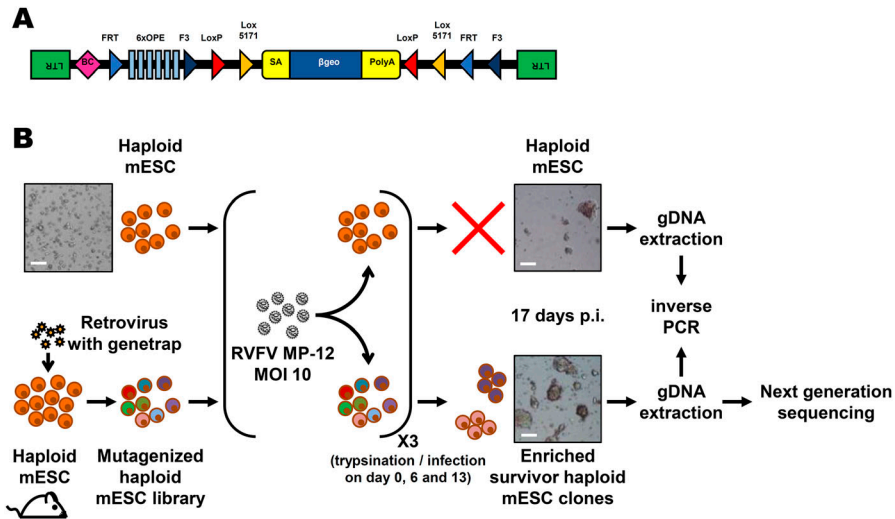 A
FRT 6xOPE F3 LoxP Lox 5171 LoxP Lox 5171 FRT F3
LTR BC SA βgeo PolyA LTR
B
Haploid
mESC
Haploid
mESC
gDNA
extraction
Retrovirus
with genetrap
RVFV MP-12
MOI 10
17 days p.i.
inverse
PCR
gDNA
extraction
Next generation
sequencing
X3
(trypsination / infection
on day 0, 6 and 13)
Haploid
mESC
Mutagenized
haploid
mESC library
Enriched
survivor haploid
mESC clones